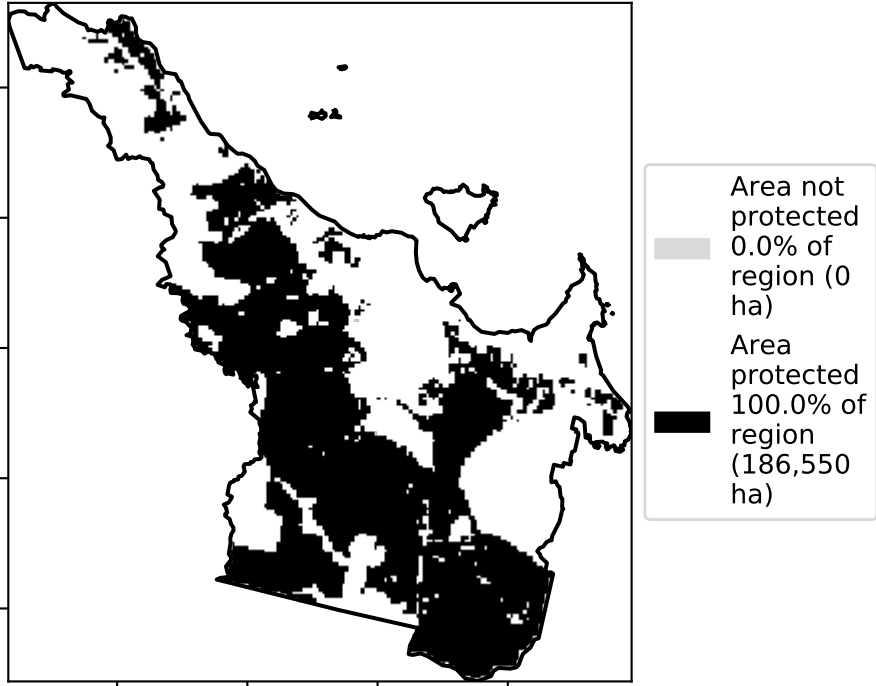 Area not
protected
0.0% of
region (0
ha)
Area
protected
100.0% of
region
(186,550
ha)